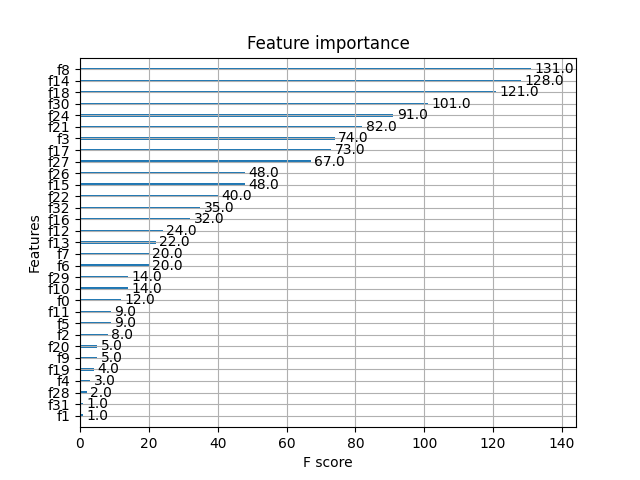 Feature importance
f8 131.0
f14 128.0
f18 121.0
f30 101.0
f24 91.0
f21 82.0
f3 74.0
f17 73.0
f27 67.0
f26 48.0
f15 48.0
f22 40.0
f32 35.0
f16 32.0
f12 24.0
f13 22.0
f7 20.0
f6 20.0
f29 14.0
f10 14.0
f0 12.0
f11 9.0
f5 9.0
f2 8.0
f20 5.0
f9 5.0
f19 4.0
f4 3.0
f28 2.0
f31 1.0
f1 1.0
Features
0 20 40 60 80 100 120 140
F score